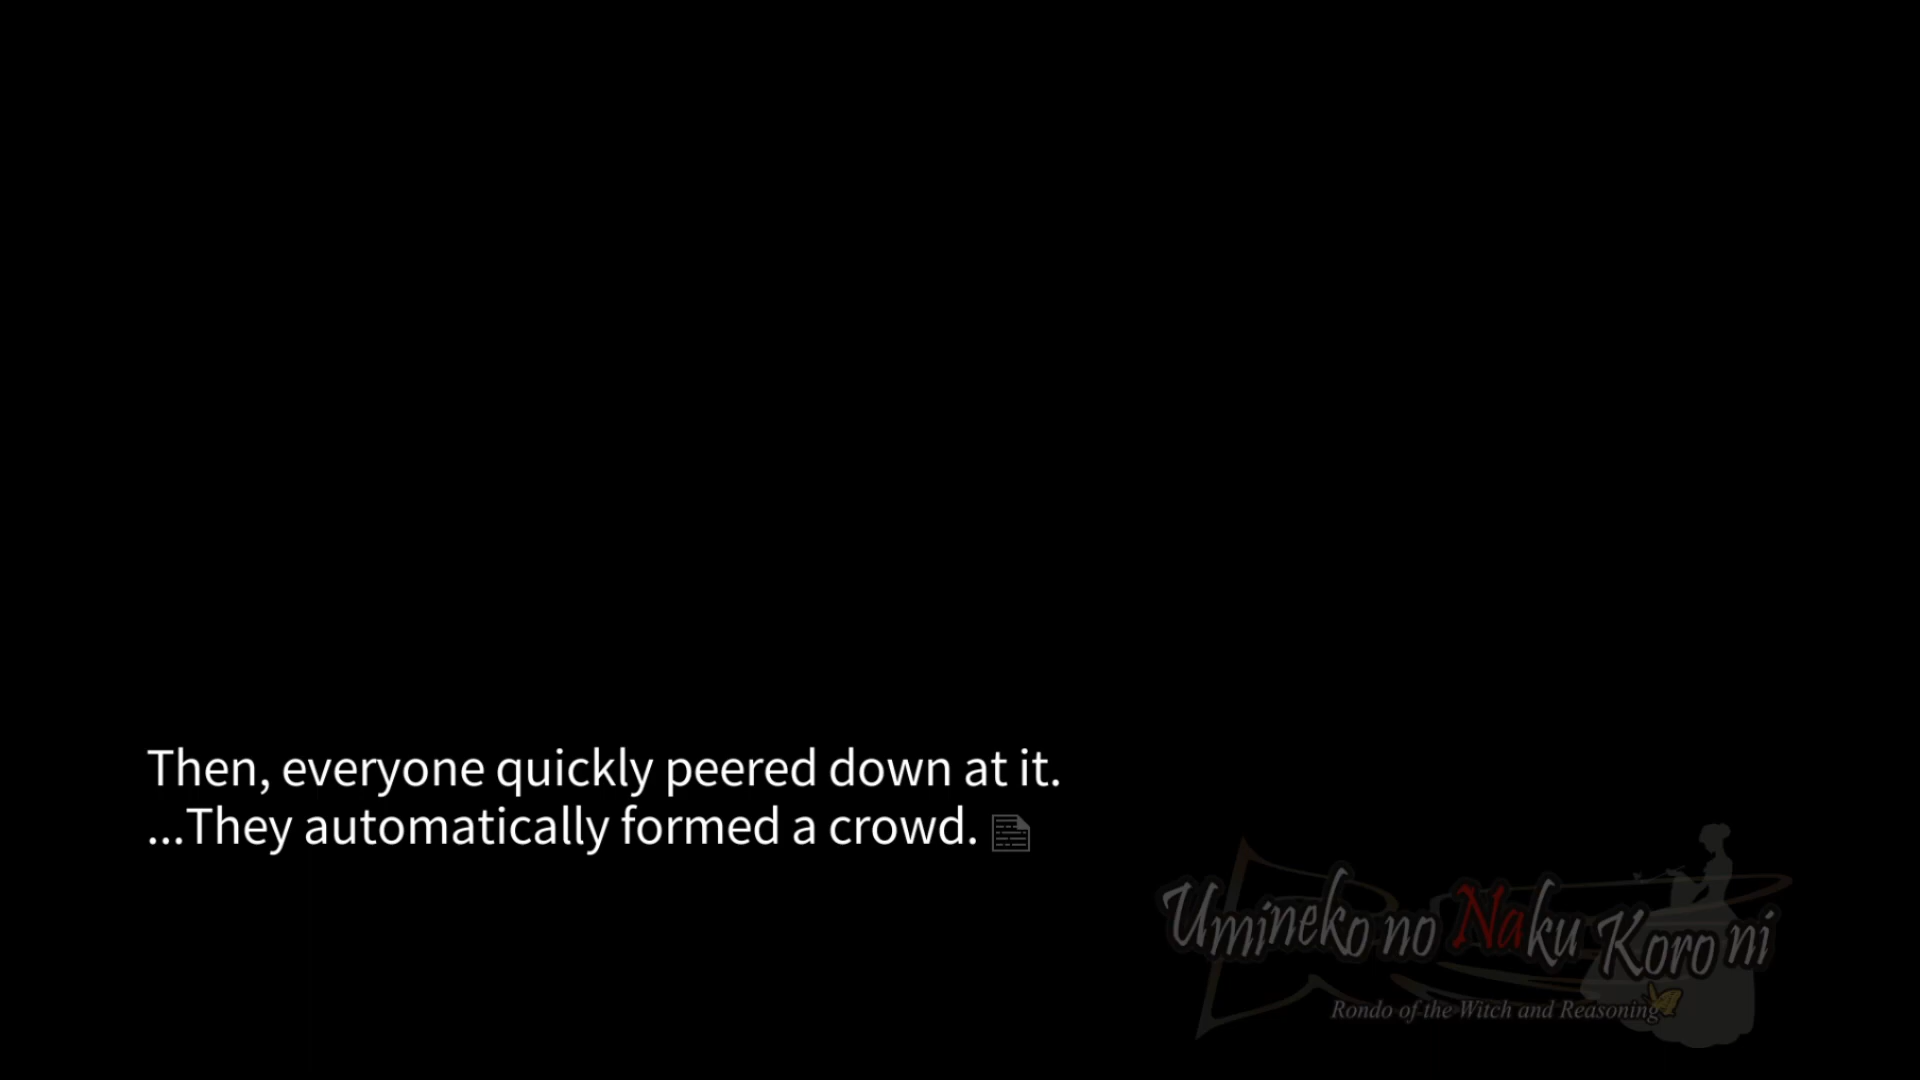 Then, everyone quickly peered down at it.
...They automatically formed a crowd.
Umineko no Naku Koro ni
Rondo of the Witch and Reasoning